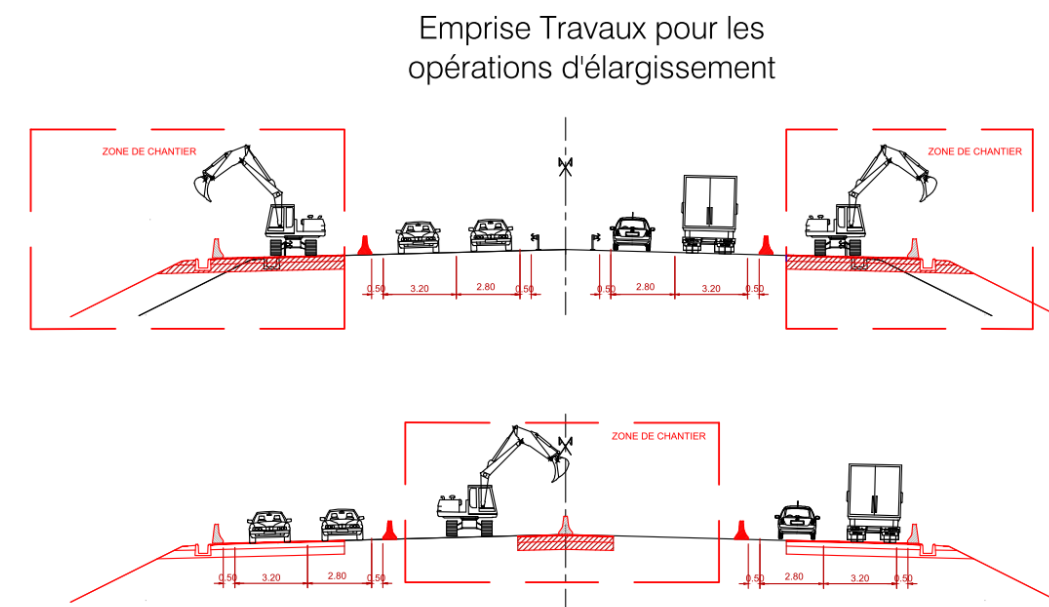 Emprise Travaux pour les
opérations d'élargissement
ZONE DE CHANTIER
ZONE DE CHANTIER
0.50 3.20 2.80 0.50 0.50 2.80 3.20 0.50
ZONE DE CHANTIER
0.50 3.20 2.80 0.50 0.50 2.80 3.20 0.50